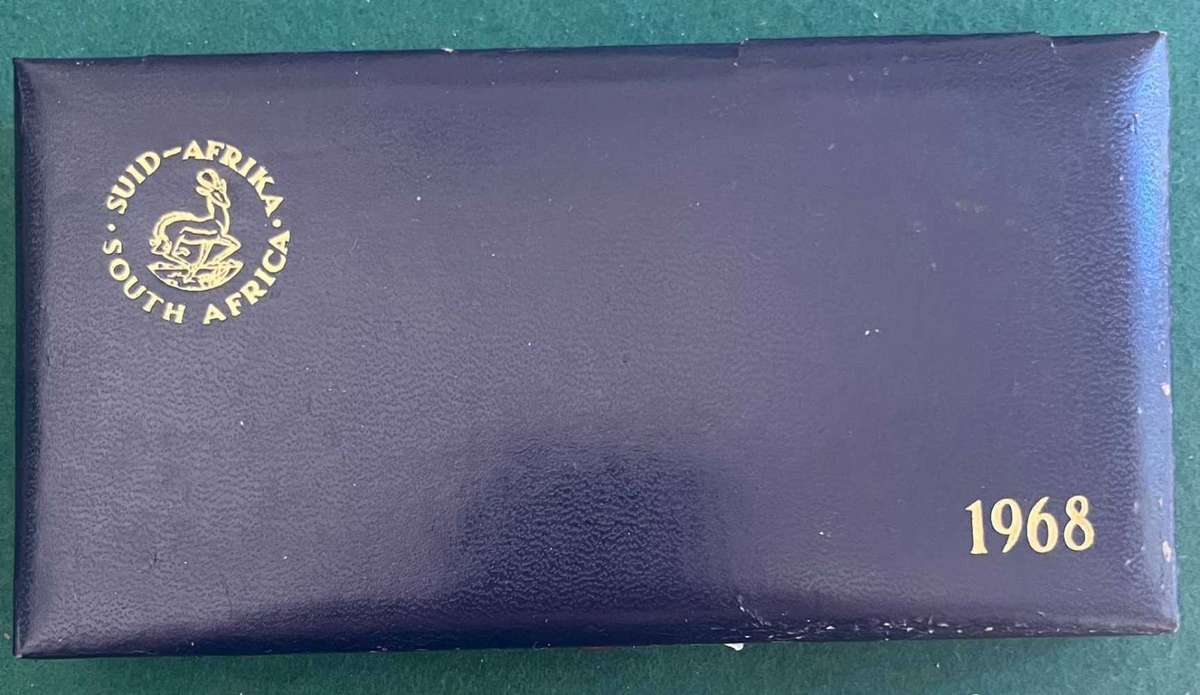 · SUID-AFRIKA ·
SOUTH AFRICA
1968